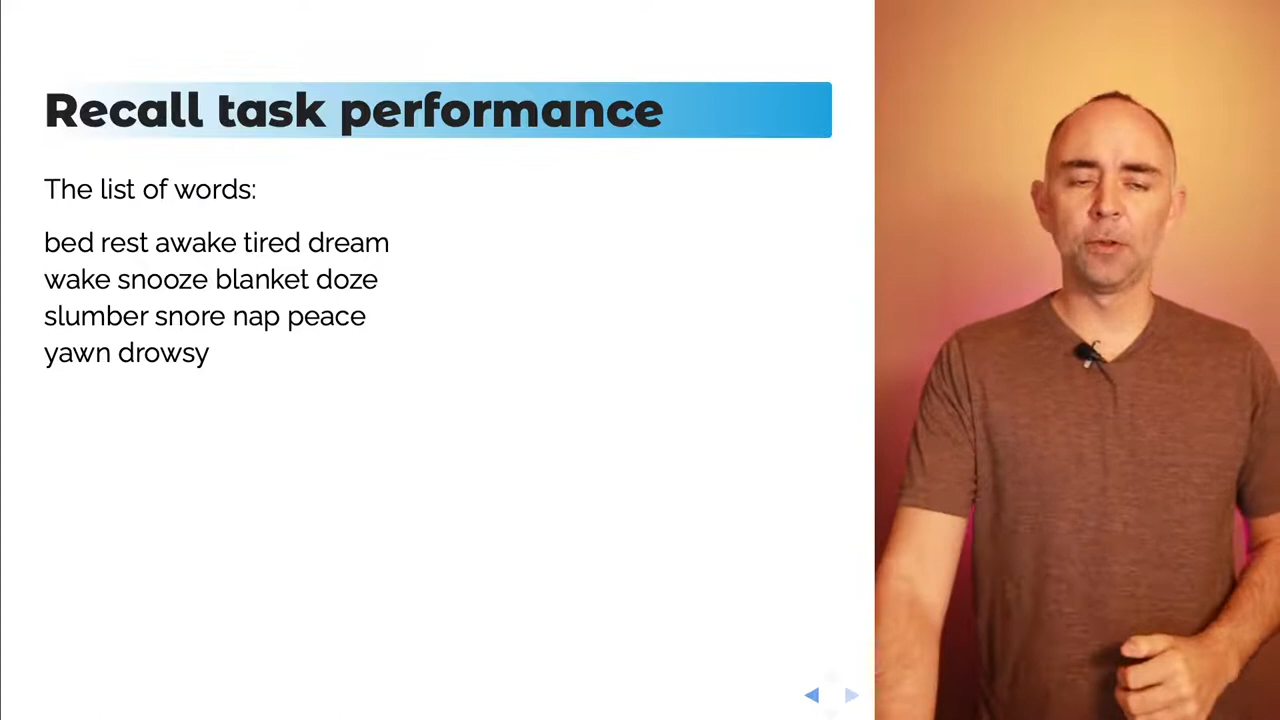 Recall task performance
The list of words:
bed rest awake tired dream
wake snooze blanket doze
slumber snore nap peace
yawn drowsy